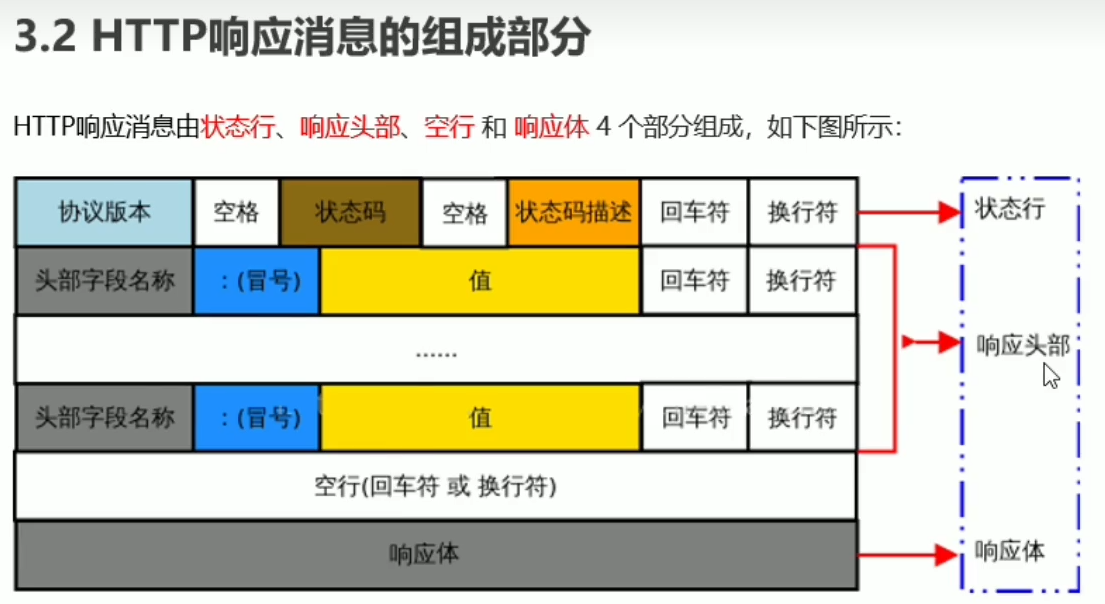 3.2 HTTP响应消息的组成部分
HTTP响应消息由状态行、响应头部、空行 和 响应体 4 个部分组成，如下图所示：
协议版本 空格 状态码 空格 状态码描述 回车符 换行符 状态行
头部字段名称 ：(冒号) 值 回车符 换行符
...... 响应头部
头部字段名称 ：(冒号) 值 回车符 换行符
空行(回车符 或 换行符)
响应体 响应体